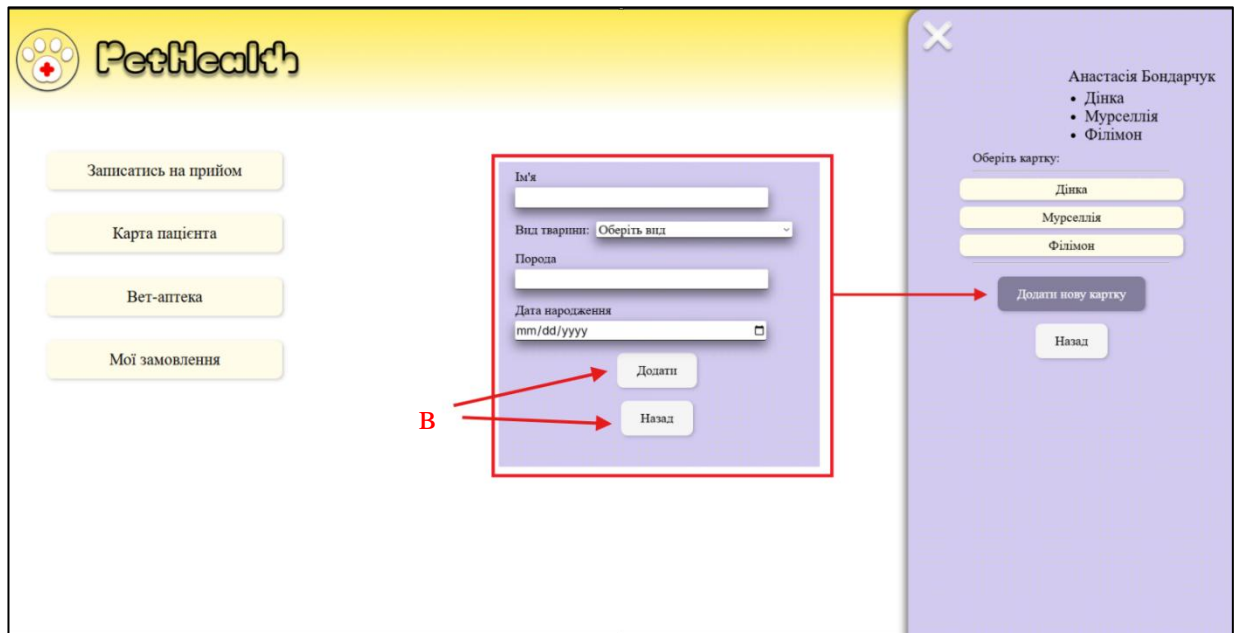 PetHealth
Записатись на прийом
Карта пацієнта
Вет-аптека
Мої замовлення
Ім'я
Вид тварини: Оберіть вид
Порода
Дата народження
mm/dd/yyyy
Додати
Назад
В
Анастасія Бондарчук
• Дінка
• Мурселлія
• Філімон
Оберіть картку:
Дінка
Мурселлія
Філімон
Додати нову картку
Назад